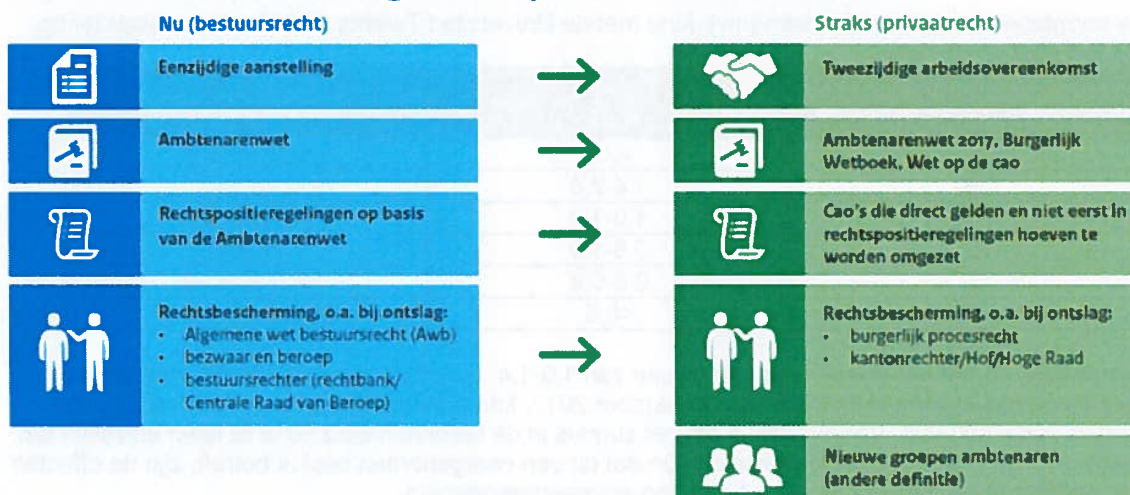 Nu (bestuursrecht)
Straks (privaatrecht)
Eenzijdige aanstelling
Tweezijdige arbeidsovereenkomst
Ambtenarenwet
Ambtenarenwet 2017, Burgerlijk
Wetboek, Wet op de cao
Rechtspositieregelingen op basis
van de Ambtenarenwet
Cao's die direct gelden en niet eerst in
rechtspositieregelingen hoeven te
worden omgezet
Rechtsbescherming, o.a. bij ontslag:
• Algemene wet bestuursrecht (Awb)
• bezwaar en beroep
• bestuursrechter (rechtbank/
Centrale Raad van Beroep)
Rechtsbescherming, o.a. bij ontslag:
• burgerlijk procesrecht
• kantonrechter/Hof/Hoge Raad
Nieuwe groepen ambtenaren
(andere definitie)